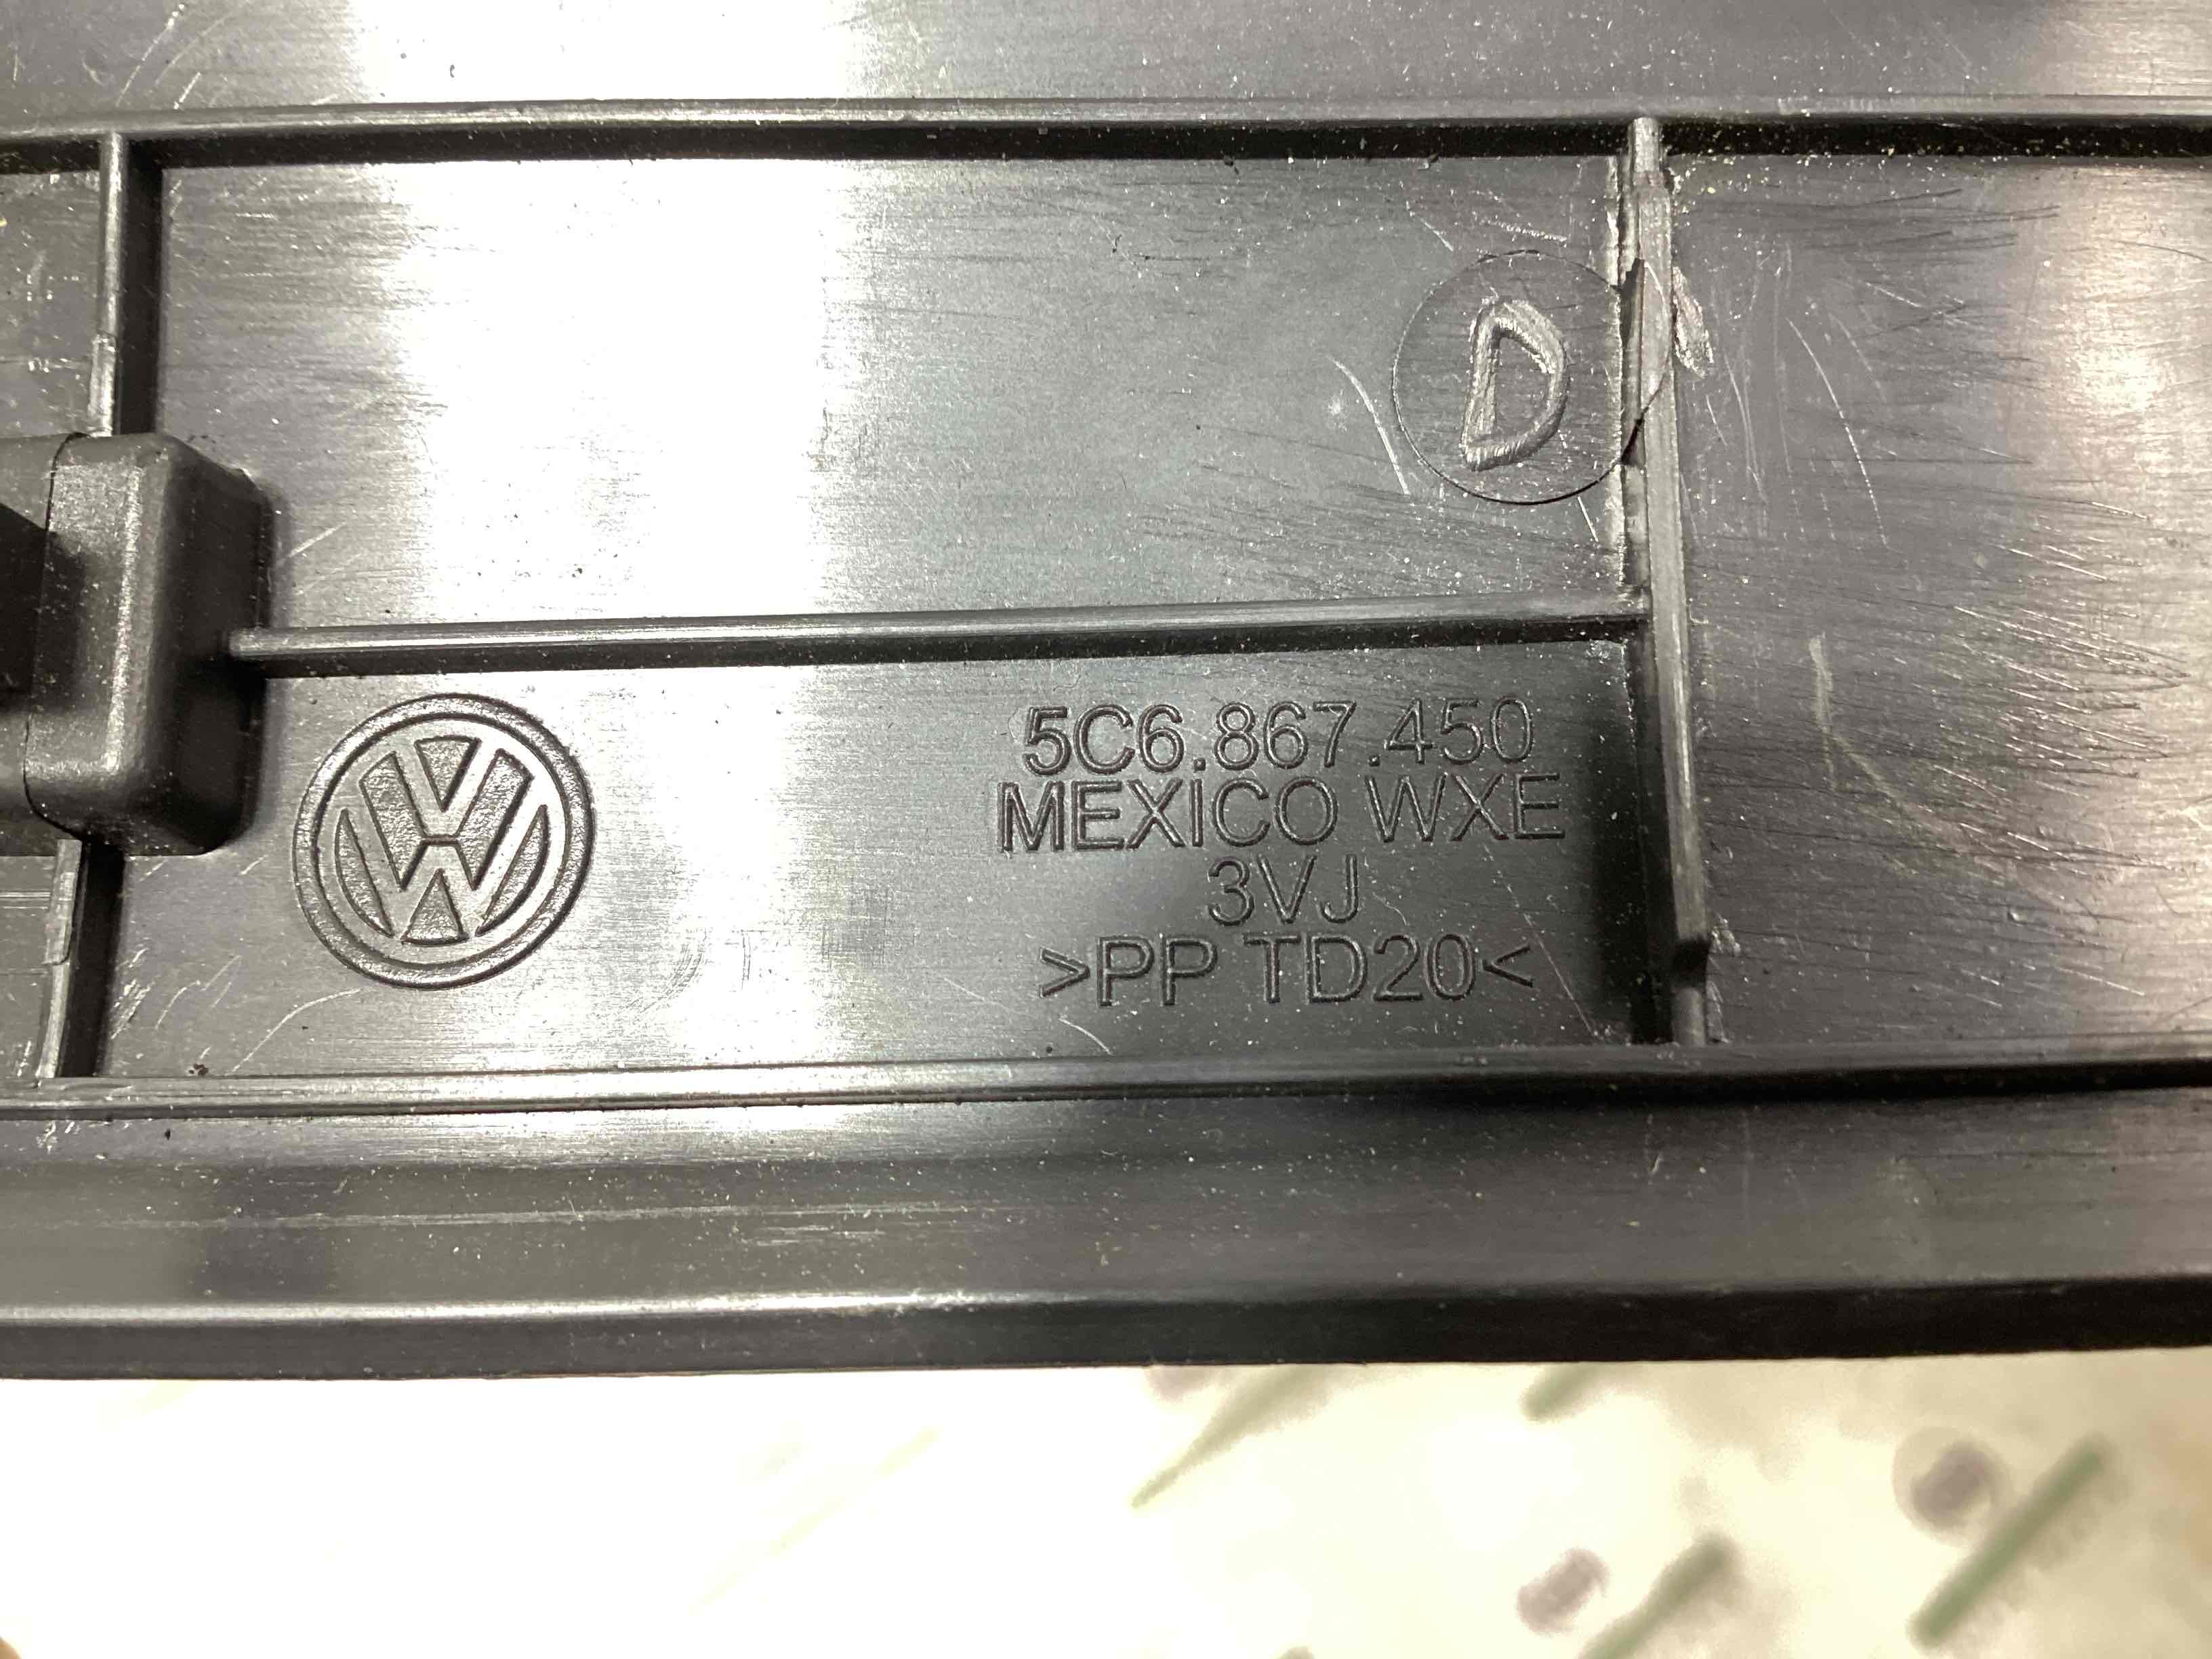 D
5C6.867.450
MEXICO WXE
3VJ
>PP TD20<